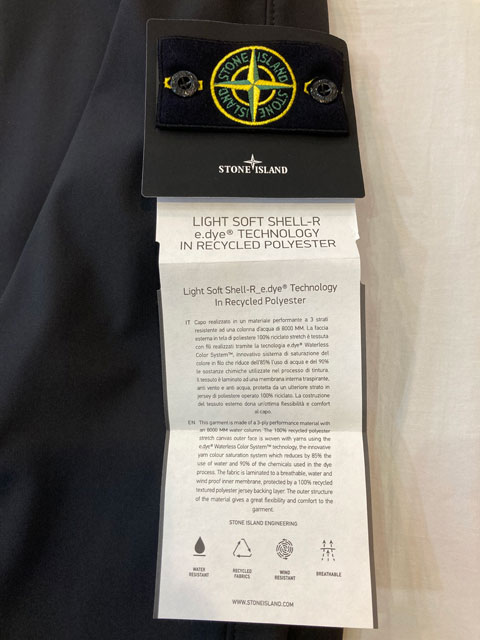 STONE ISLAND
STONE ISLAND
STONE ISLAND
LIGHT SOFT SHELL-R
e.dye® TECHNOLOGY
IN RECYCLED POLYESTER
Light Soft Shell-R_e.dye® Technology
In Recycled Polyester
IT Capo realizzato in un materiale performante a 3 strati
resistente ad una colonna d'acqua di 8000 MM. La faccia
esterna in tela di poliestere 100% riciclato stretch è tessuta
con fili realizzati tramite la tecnologia e.dye® Waterless
Color System™, innovativo sistema di saturazione del
colore in filo che riduce dell'85% l'uso di acqua e del 90%
le sostanze chimiche utilizzate nel processo di tintura.
Il tessuto è laminato ad una membrana interna traspirante,
anti vento e anti acqua, protetta da un ulteriore strato in
jersey di poliestere operato 100% riciclato. La costruzione
del tessuto esterno dona un'ottima flessibilità e comfort
al capo.
EN This garment is made of a 3-ply performance material with
an 8000 MM water column. The 100% recycled polyester
stretch canvas outer face is woven with yarns using the
e.dye® Waterless Color System™ technology, the innovative
yarn colour saturation system which reduces by 85% the
use of water and 90% of the chemicals used in the dye
process. The fabric is laminated to a breathable, water and
wind proof inner membrane, protected by a 100% recycled
textured polyester jersey backing layer. The outer structure
of the material gives a great flexibility and comfort to the
garment.
STONE ISLAND ENGINEERING
WATER RESISTANT
RECYCLED FABRICS
WIND RESISTANT
BREATHABLE
WWW.STONEISLAND.COM